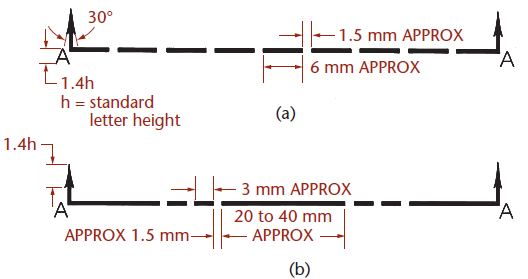 30°
1.5 mm APPROX
A
A
6 mm APPROX
1.4h
h = standard
letter height
(a)
1.4h
3 mm APPROX
A
20 to 40 mm
A
APPROX 1.5 mm
APPROX
(b)